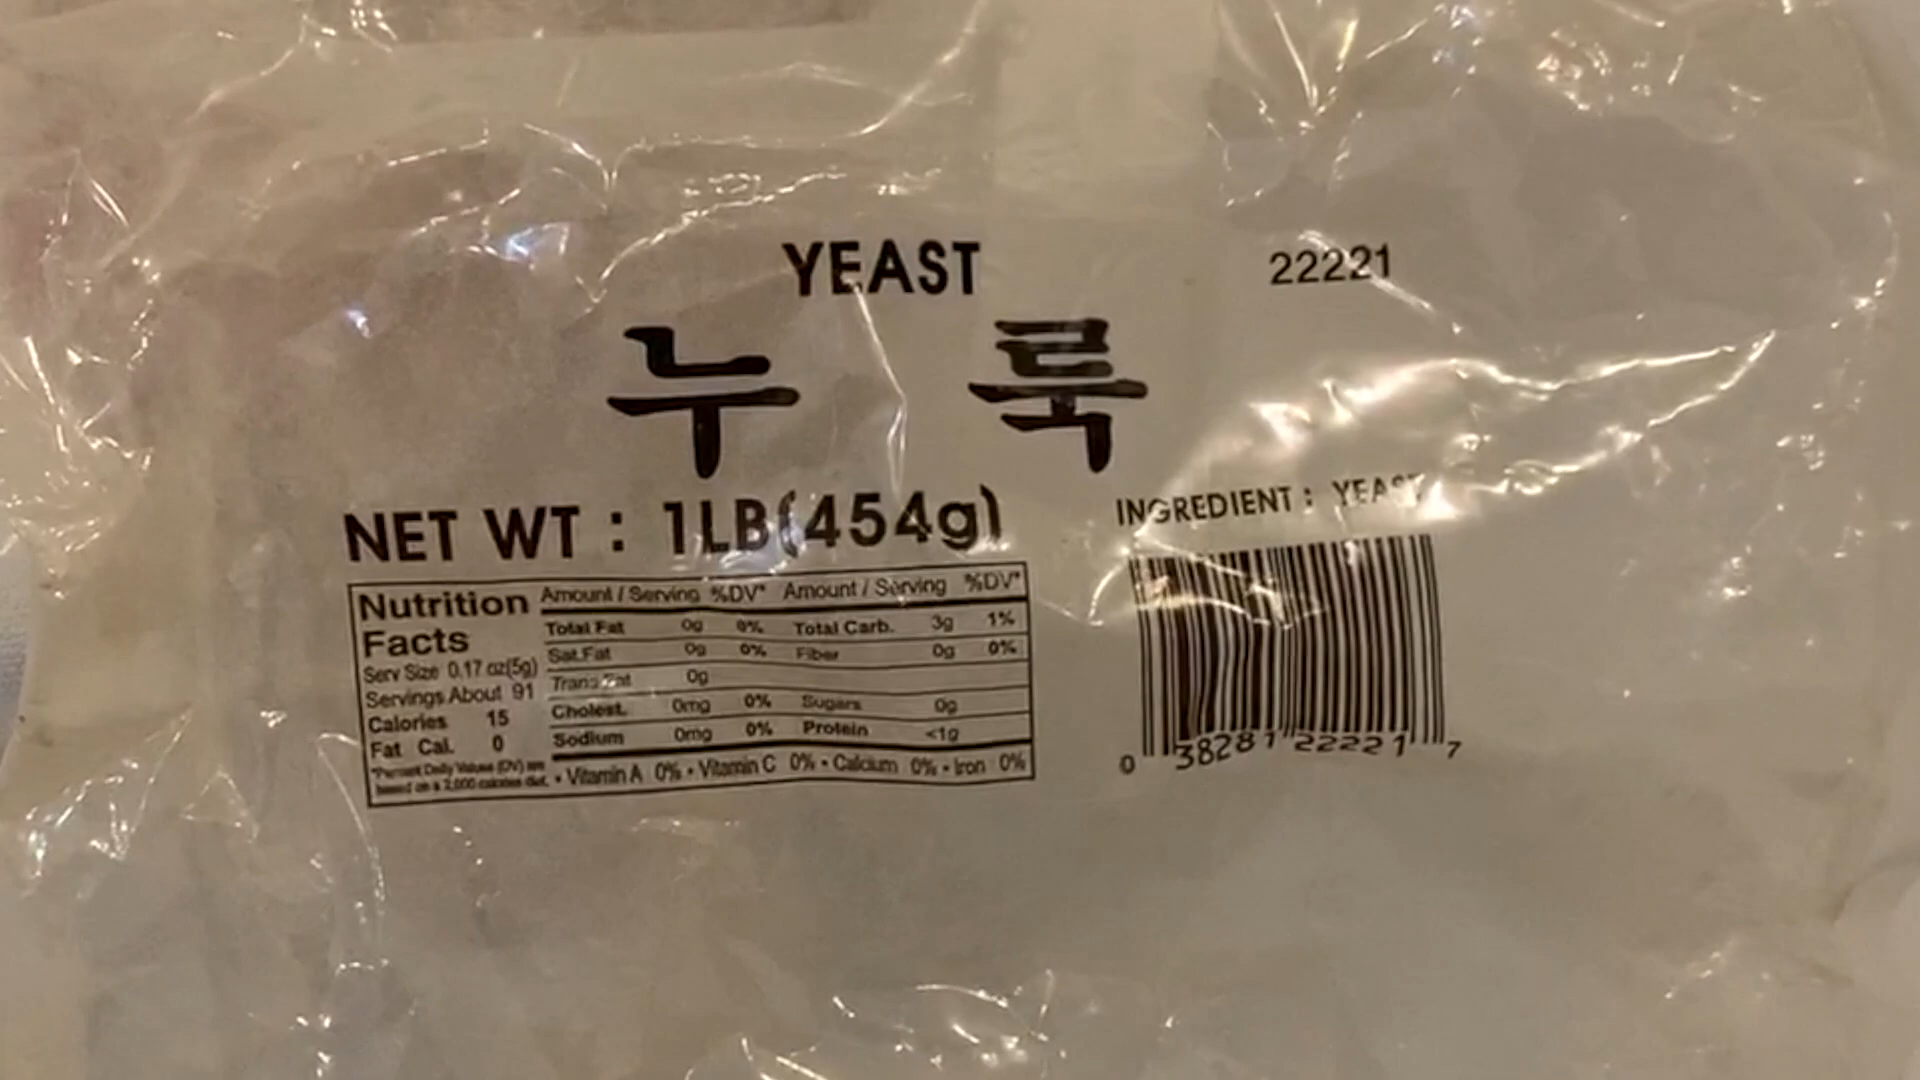 YEAST
22221
누 룩
NET WT : 1LB(454g)
INGREDIENT : YEAST
Nutrition Facts
Serv Size 0.17 oz(5g)
Servings About 91
Calories 15
Fat Cal. 0
*Percent Daily Values (DV) are
based on a 2,000 calories diet.
Amount / Serving %DV* Amount / Serving %DV*
Total Fat 0g 0% Total Carb. 3g 1%
Sat.Fat 0g 0% Fiber 0g 0%
Trans Fat 0g
Cholest. 0mg 0% Sugars 0g
Sodium 0mg 0% Protein <1g
• Vitamin A 0% • Vitamin C 0% • Calcium 0% • Iron 0%
0 38281 22221 7